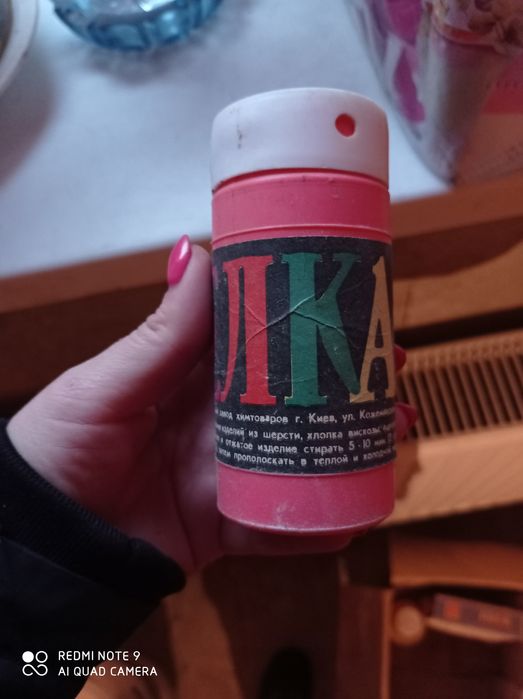 ЛКА
завод химтоваров г. Киев, ул.
изделий из шерсти, хлопка вискозы,
и отжатое изделие стирать 5-10 мин.
прополоскать в теплой и холодной
REDMI NOTE 9
AI QUAD CAMERA